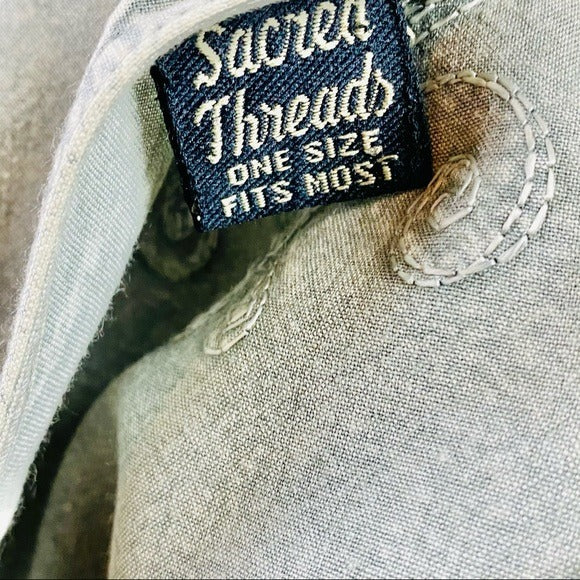 Sacred
Threads
ONE SIZE
FITS MOST